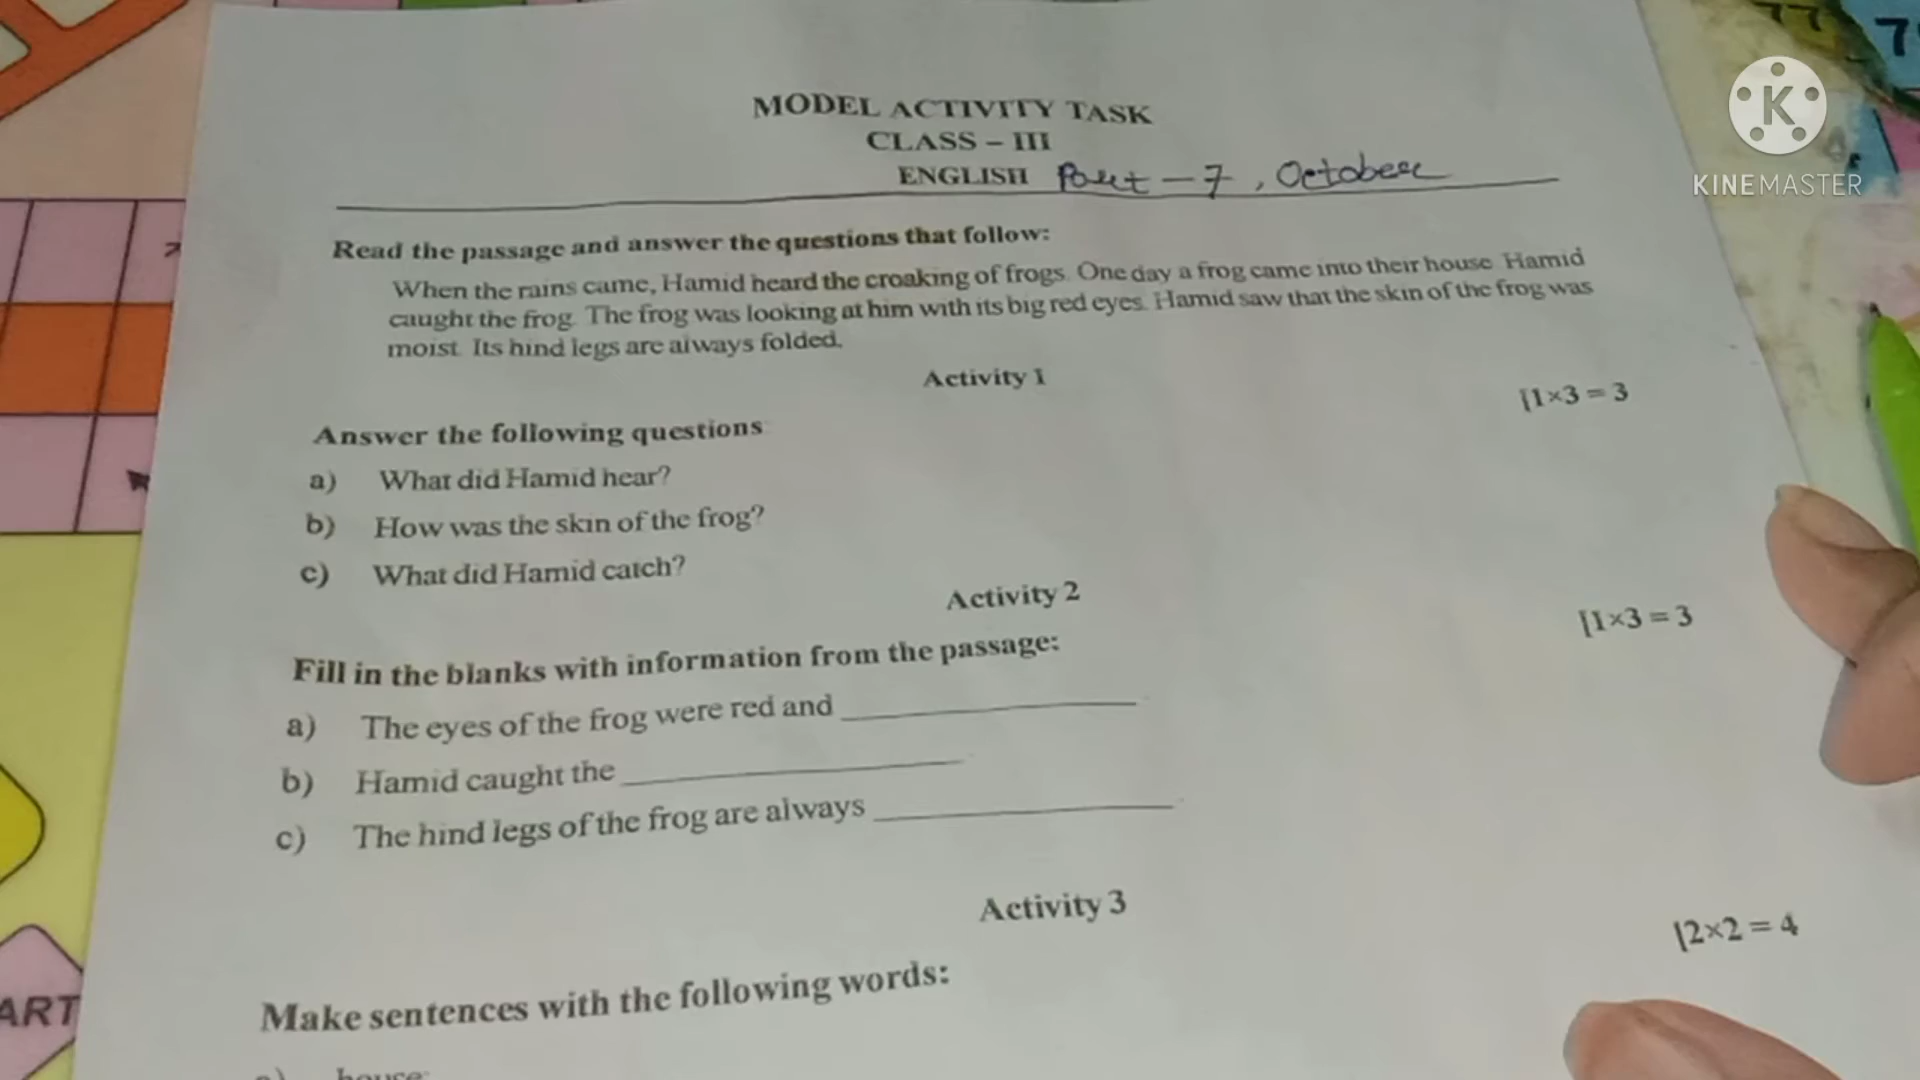 MODEL ACTIVITY TASK
CLASS – III
ENGLISH Part – 7, October
Read the passage and answer the questions that follow:
When the rains came, Hamid heard the croaking of frogs. One day a frog came into their house. Hamid
caught the frog. The frog was looking at him with its big red eyes. Hamid saw that the skin of the frog was
moist. Its hind legs are always folded.
Activity 1
[1×3 = 3
Answer the following questions
a) What did Hamid hear?
b) How was the skin of the frog?
c) What did Hamid catch?
Activity 2
[1×3 = 3
Fill in the blanks with information from the passage:
a) The eyes of the frog were red and
b) Hamid caught the
c) The hind legs of the frog are always
Activity 3
[2×2 = 4
Make sentences with the following words:
a) house
K
KINEMASTER
77
ART